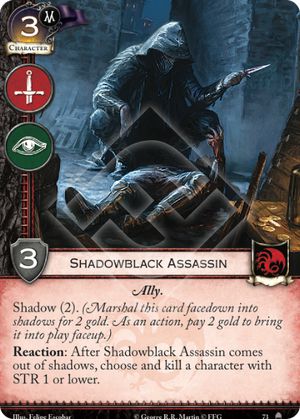 3
CHARACTER
3
SHADOWBLACK ASSASSIN
Ally.
Shadow (2). (Marshal this card facedown into
shadows for 2 gold. As an action, pay 2 gold to bring
it into play faceup.)
Reaction: After Shadowblack Assassin comes
out of shadows, choose and kill a character with
STR 1 or lower.
Illus. Felipe Escobar © George R.R. Martin © FFG 71